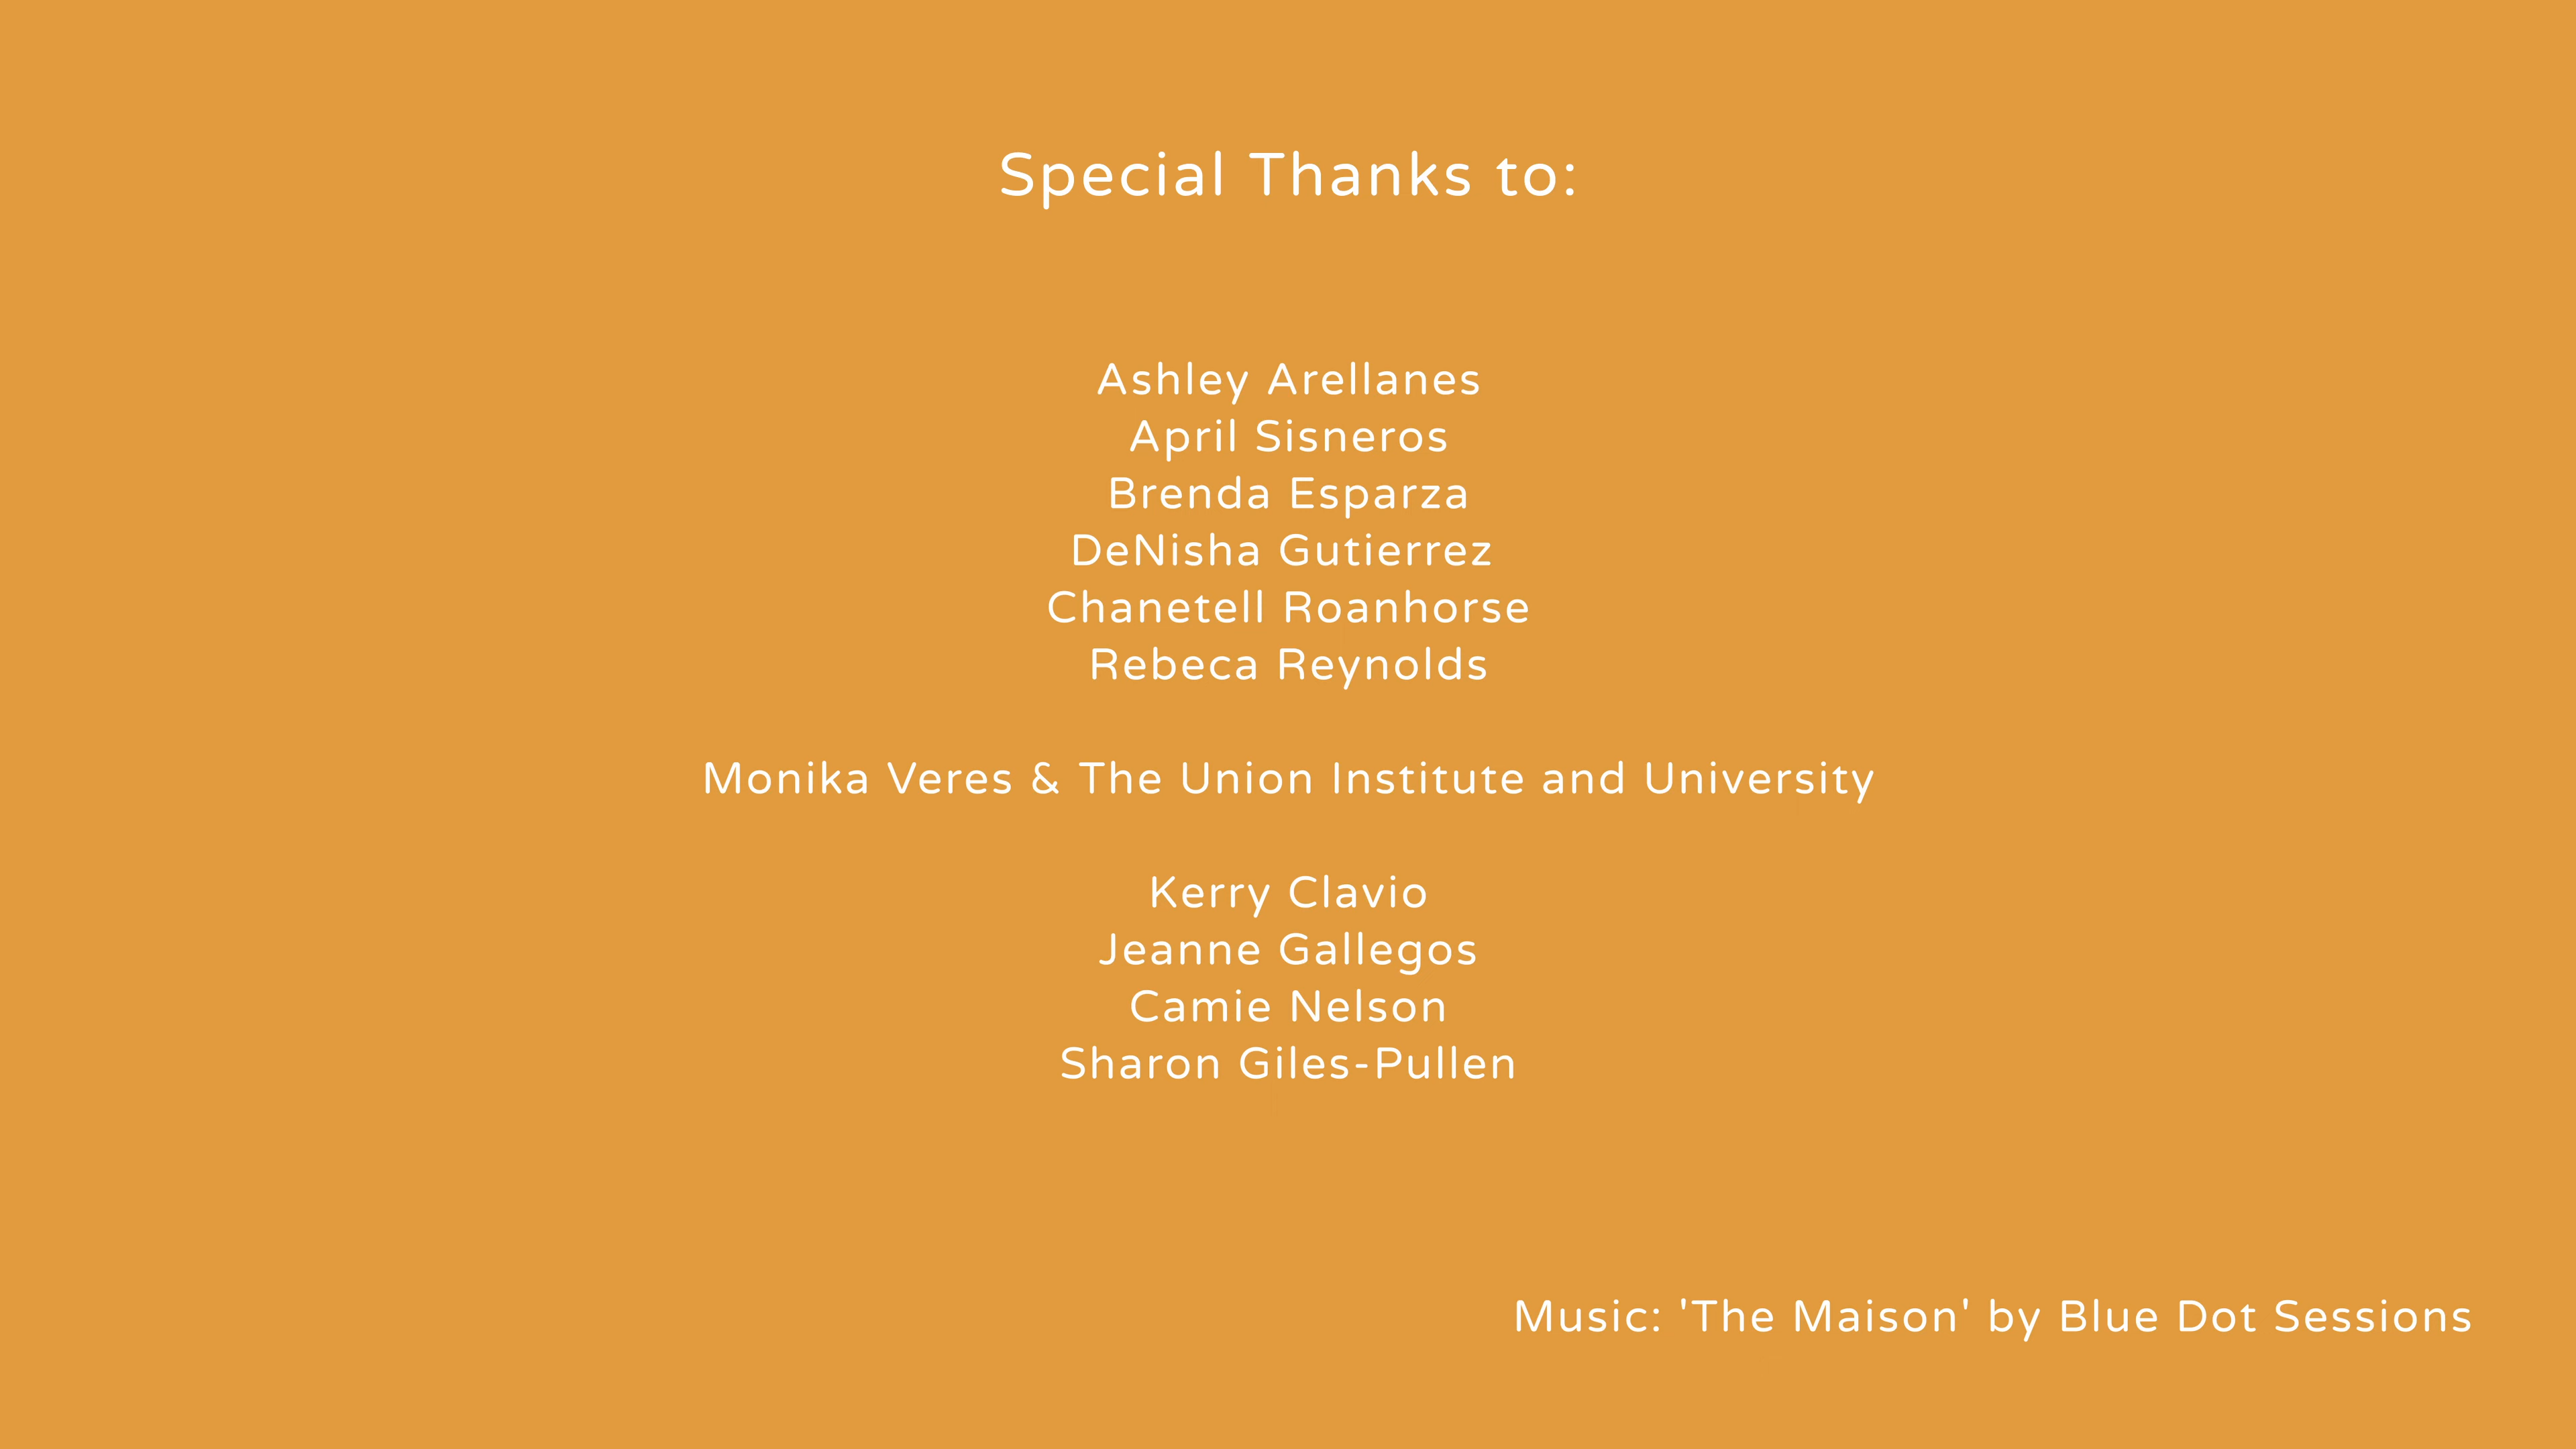 Special Thanks to:
Ashley Arellanes
April Sisneros
Brenda Esparza
DeNisha Gutierrez
Chanetell Roanhorse
Rebeca Reynolds
Monika Veres & The Union Institute and University
Kerry Clavio
Jeanne Gallegos
Camie Nelson
Sharon Giles-Pullen
Music: 'The Maison' by Blue Dot Sessions